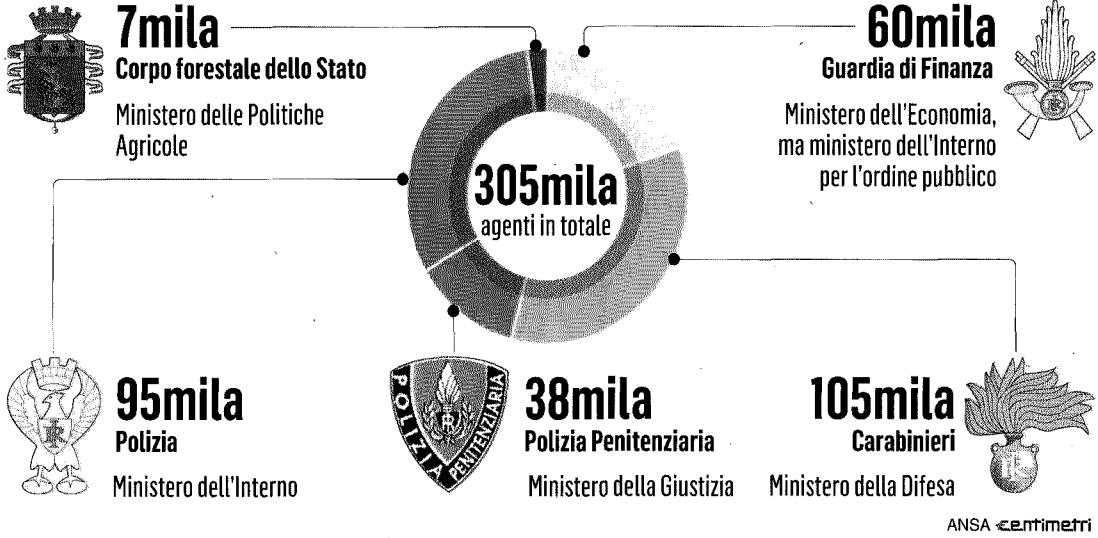 7mila
Corpo forestale dello Stato
Ministero delle Politiche
Agricole
60mila
Guardia di Finanza
Ministero dell'Economia,
ma ministero dell'Interno
per l'ordine pubblico
305mila
agenti in totale
95mila
Polizia
Ministero dell'Interno
POLIZIA
PENITENZIARIA
38mila
Polizia Penitenziaria
Ministero della Giustizia
105mila
Carabinieri
Ministero della Difesa
ANSA centimetri